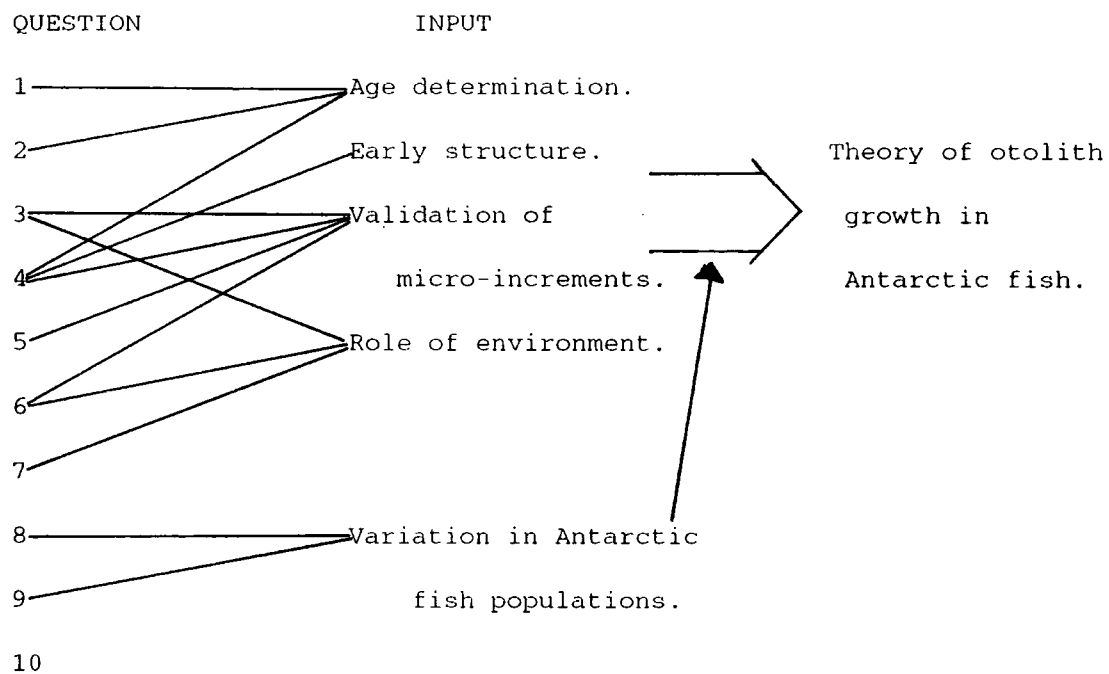 QUESTION INPUT
1 Age determination.
2 Early structure. Theory of otolith
3 Validation of growth in
4 micro-increments. Antarctic fish.
5 Role of environment.
6
7
8 Variation in Antarctic
9 fish populations.
10